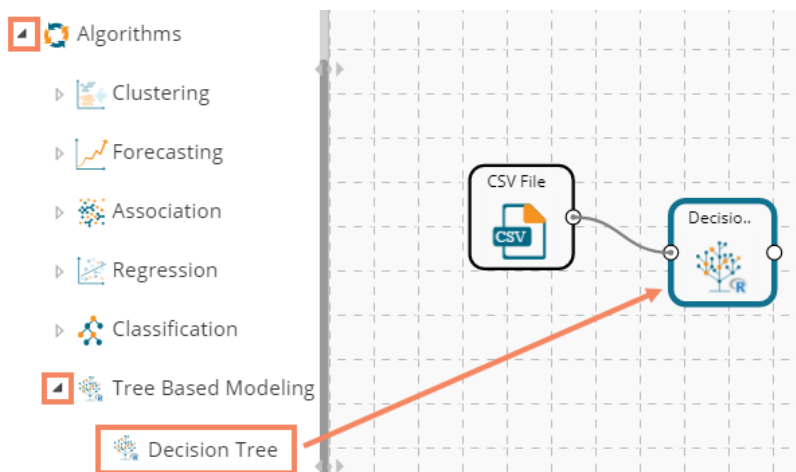 Algorithms
Clustering
Forecasting
Association
Regression
Classification
Tree Based Modeling
R
Decision Tree
CSV File
CSV
Decisio..
R